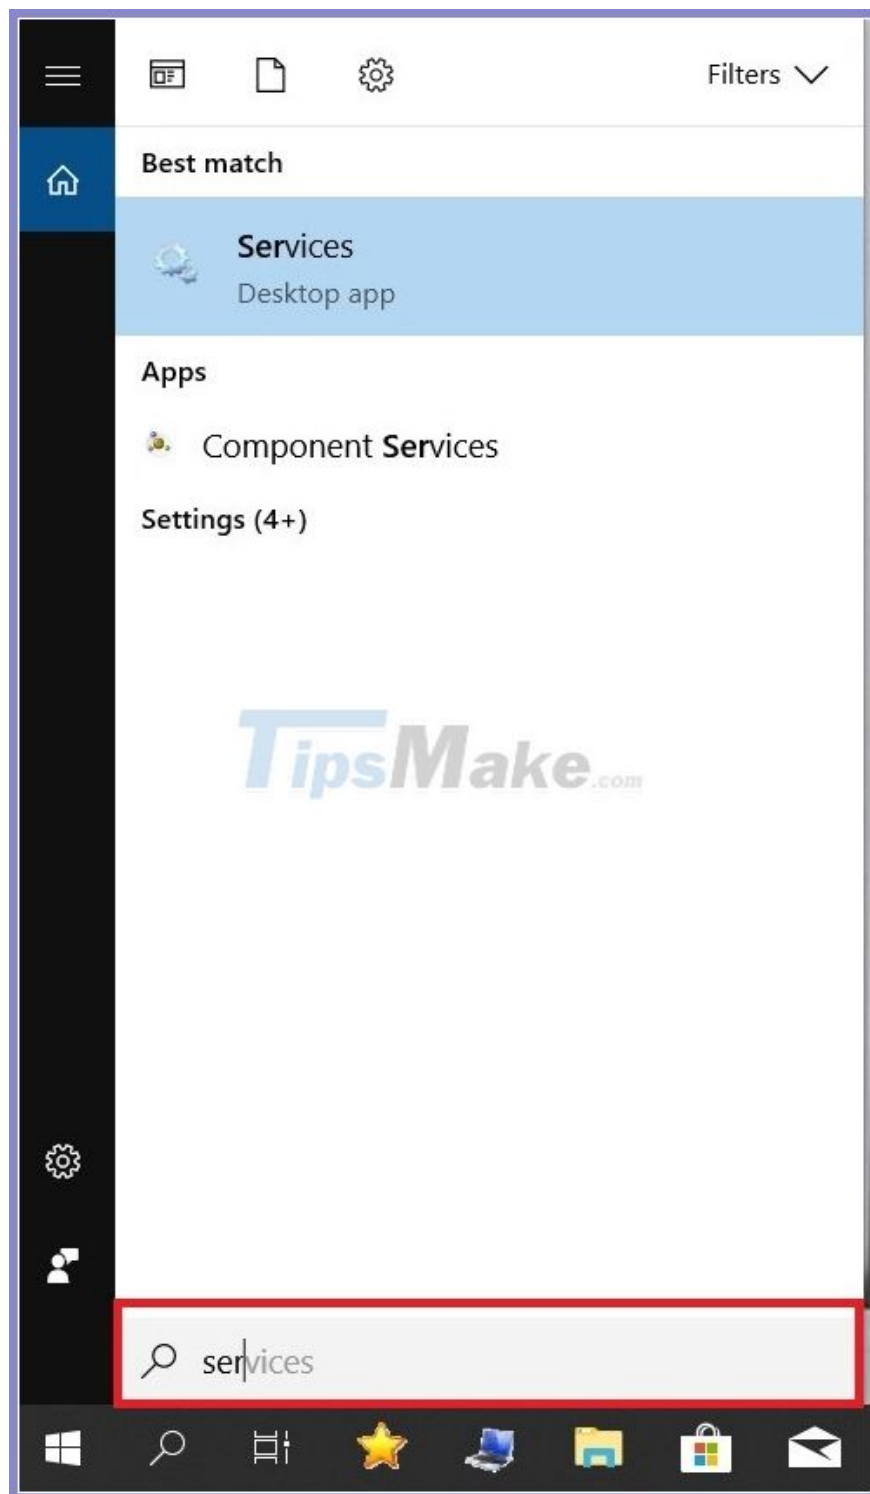 Filters
Best match
Services
Desktop app
Apps
Component Services
Settings (4+)
TipsMake.com
services